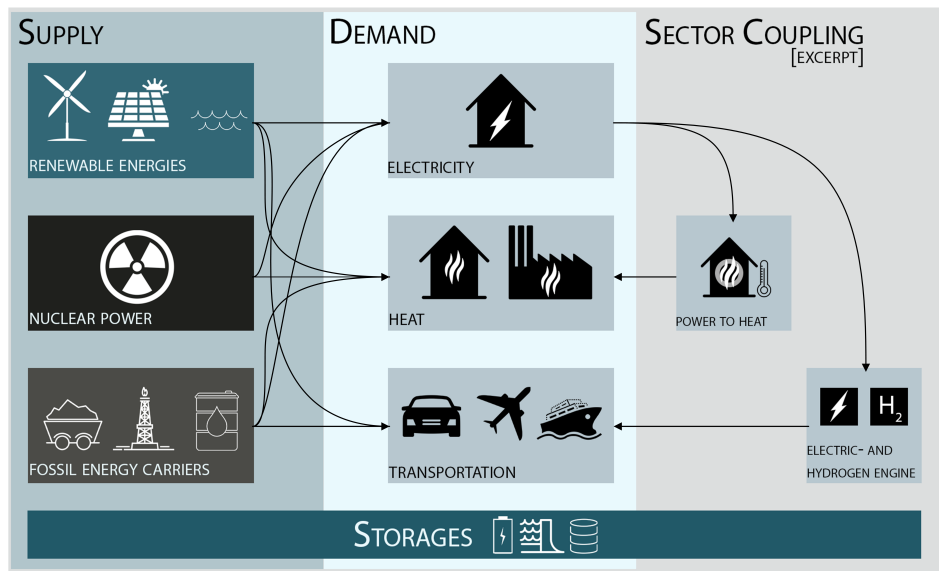 SUPPLY
DEMAND
SECTOR COUPLING
[EXCERPT]
RENEWABLE ENERGIES
ELECTRICITY
NUCLEAR POWER
HEAT
POWER TO HEAT
FOSSIL ENERGY CARRIERS
TRANSPORTATION
H2
ELECTRIC- AND
HYDROGEN ENGINE
STORAGES